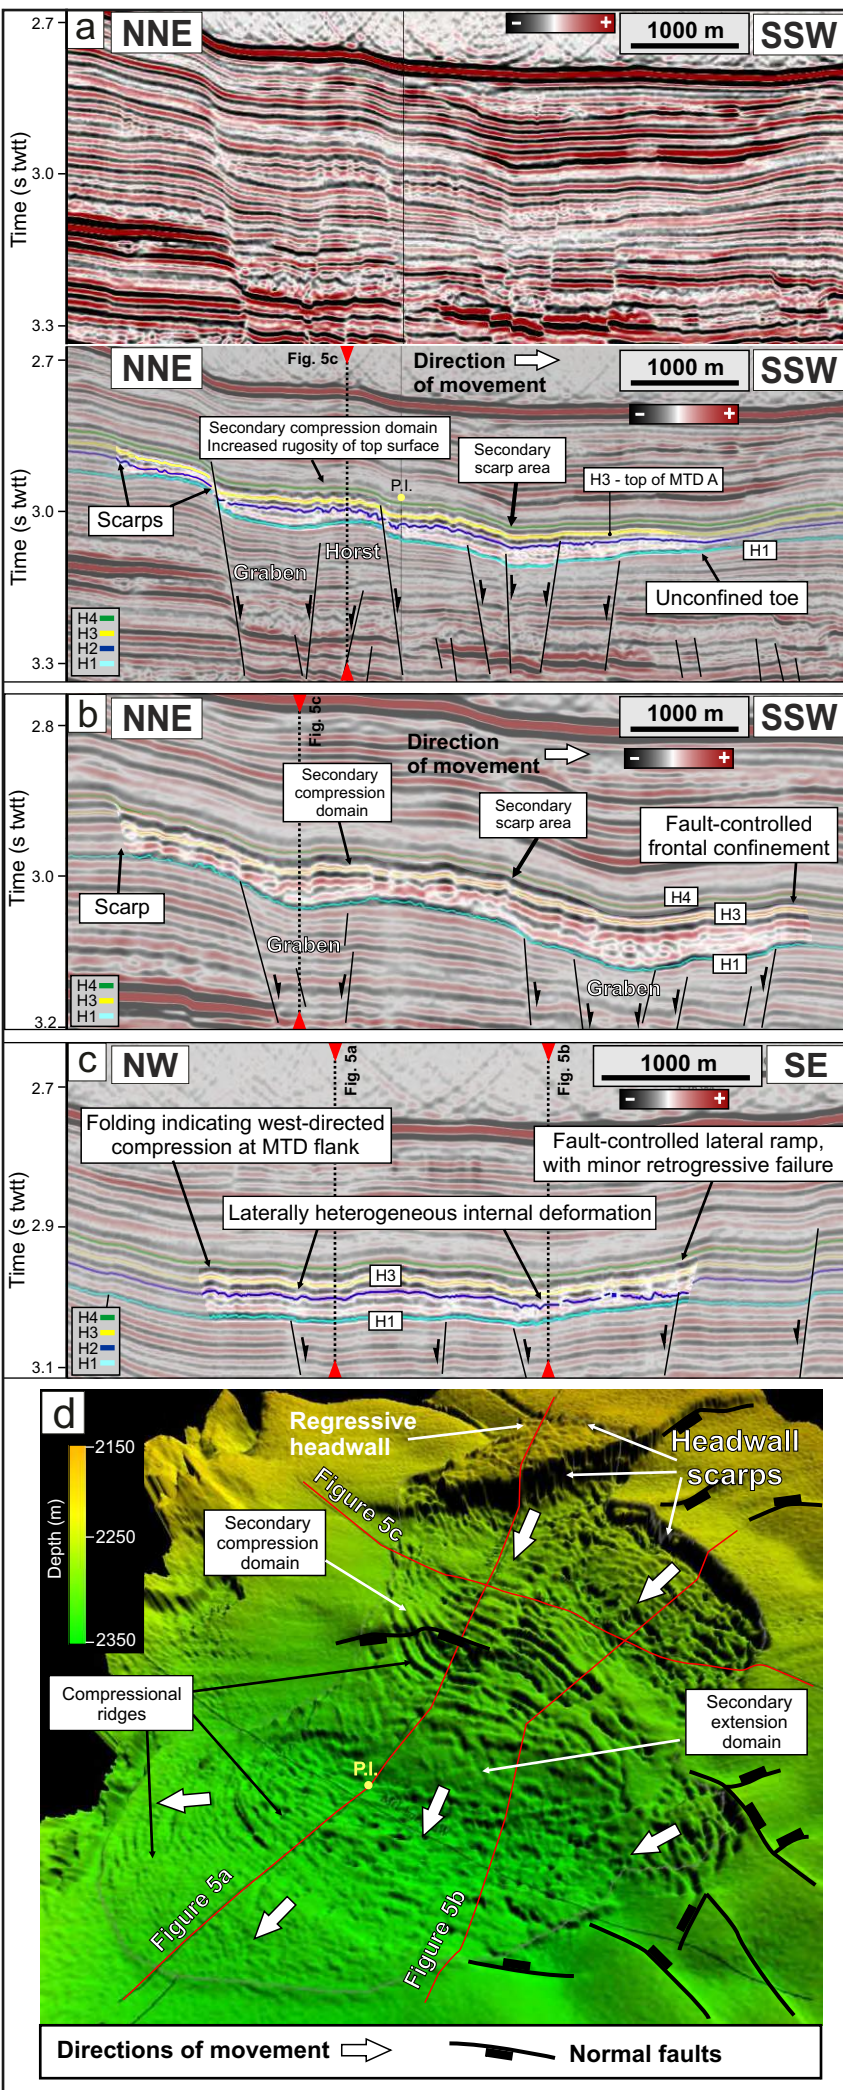 a
NNE
- +
1000 m
SSW
2.7
3.0
3.3
Time (s twtt)
2.7
3.0
3.3
Time (s twtt)
NNE
Fig. 5c
Direction
of movement
1000 m
SSW
- +
Secondary compression domain
Increased rugosity of top surface
Secondary
scarp area
P.I.
H3 - top of MTD A
Scarps
Horst
Graben
H1
Unconfined toe
H4
H3
H2
H1
b
NNE
Fig. 5c
1000 m
SSW
2.8
3.0
3.2
Time (s twtt)
Direction
of movement
- +
Secondary
compression
domain
Secondary
scarp area
Fault-controlled
frontal confinement
Scarp
H4
H3
H1
Graben
Graben
H4
H3
H1
c
NW
Fig. 5a
Fig. 5b
1000 m
SE
- +
2.7
2.9
3.1
Time (s twtt)
Folding indicating west-directed
compression at MTD flank
Fault-controlled lateral ramp,
with minor retrogressive failure
Laterally heterogeneous internal deformation
H3
H1
H4
H3
H2
H1
d
2150
2250
2350
Depth (m)
Regressive
headwall
Headwall
scarps
Figure 5c
Secondary
compression
domain
Compressional
ridges
Secondary
extension
domain
P.I.
Figure 5a
Figure 5b
Directions of movement
Normal faults